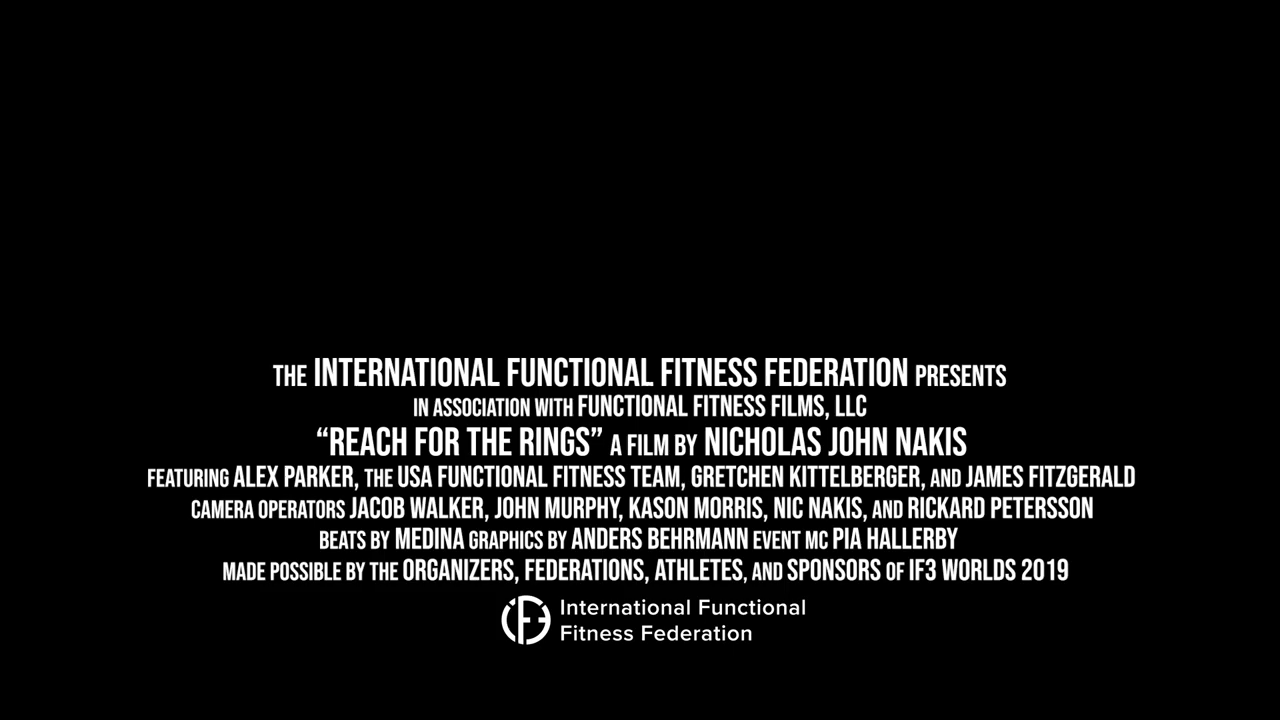 THE INTERNATIONAL FUNCTIONAL FITNESS FEDERATION PRESENTS
IN ASSOCIATION WITH FUNCTIONAL FITNESS FILMS, LLC
“REACH FOR THE RINGS” A FILM BY NICHOLAS JOHN NAKIS
FEATURING ALEX PARKER, THE USA FUNCTIONAL FITNESS TEAM, GRETCHEN KITTELBERGER, AND JAMES FITZGERALD
CAMERA OPERATORS JACOB WALKER, JOHN MURPHY, KASON MORRIS, NIC NAKIS, AND RICKARD PETERSSON
BEATS BY MEDINA GRAPHICS BY ANDERS BEHRMANN EVENT MC PIA HALLERBY
MADE POSSIBLE BY THE ORGANIZERS, FEDERATIONS, ATHLETES, AND SPONSORS OF IF3 WORLDS 2019
iF3 International Functional
Fitness Federation